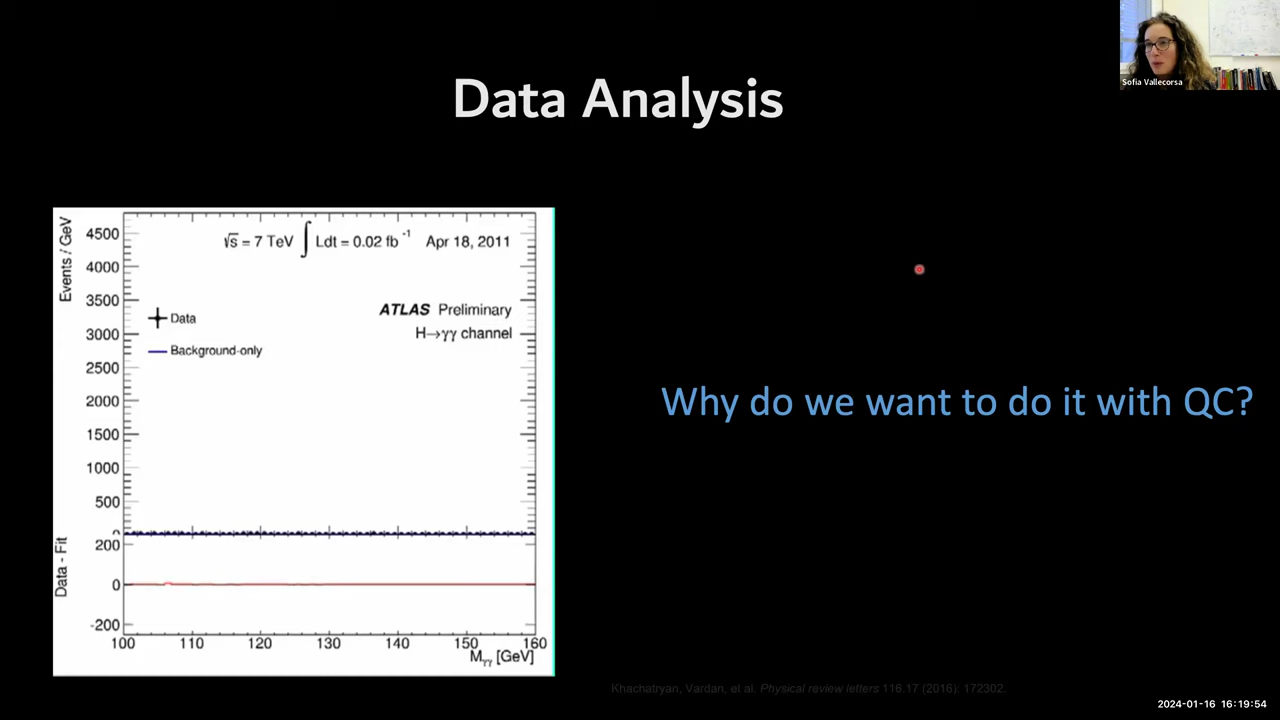 Sofia Vallecorsa
Data Analysis
√s = 7 TeV ∫ Ldt = 0.02 fb⁻¹ Apr 18, 2011
ATLAS Preliminary
H→γγ channel
Data
Background-only
Events / GeV
4500
4000
3500
3000
2500
2000
1500
1000
500
0
Data - Fit
200
0
-200
100 110 120 130 140 150 160
Mγγ [GeV]
Why do we want to do it with QC?
Khachatryan, Vardan, et al. Physical review letters 116.17 (2016): 172302.
2024-01-16 16:19:54